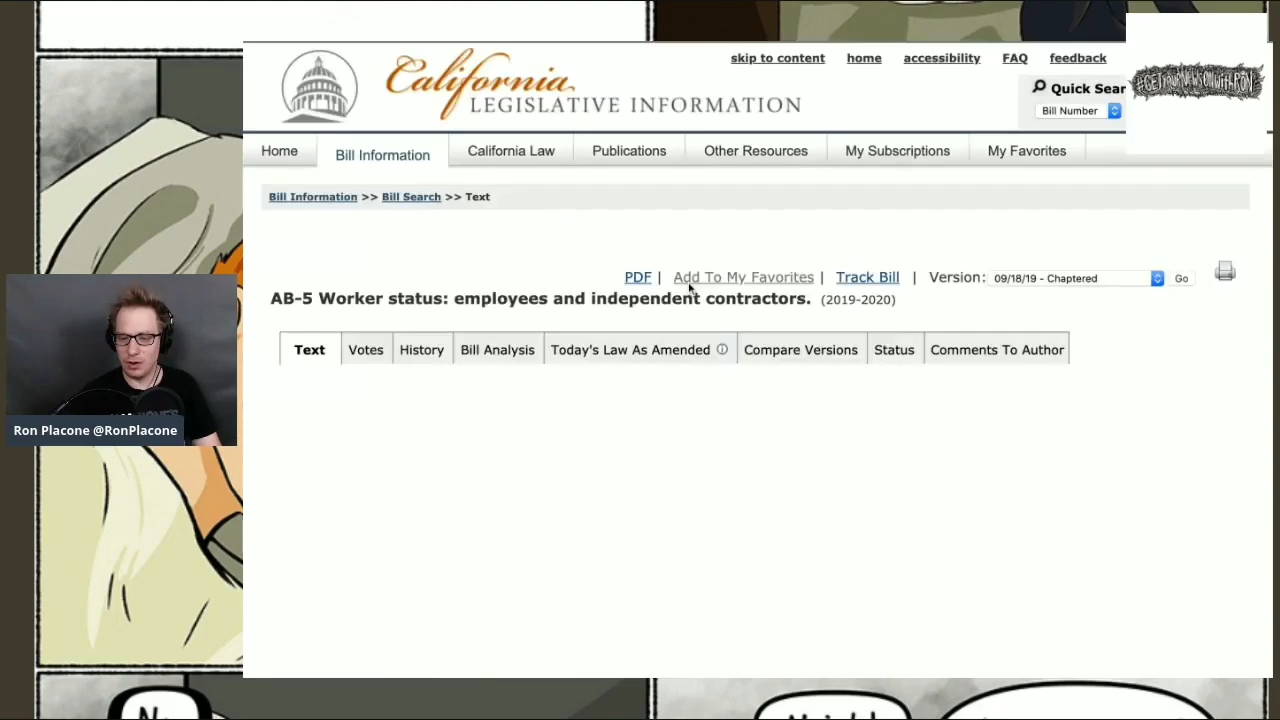 skip to content home accessibility FAQ feedback
California
LEGISLATIVE INFORMATION
Quick Sear
Bill Number
#GETYOURNEWSONWITHRON
Home Bill Information California Law Publications Other Resources My Subscriptions My Favorites
Bill Information >> Bill Search >> Text
PDF | Add To My Favorites | Track Bill | Version: 09/18/19 - Chaptered Go
AB-5 Worker status: employees and independent contractors. (2019-2020)
Text Votes History Bill Analysis Today's Law As Amended Compare Versions Status Comments To Author
Ron Placone @RonPlacone